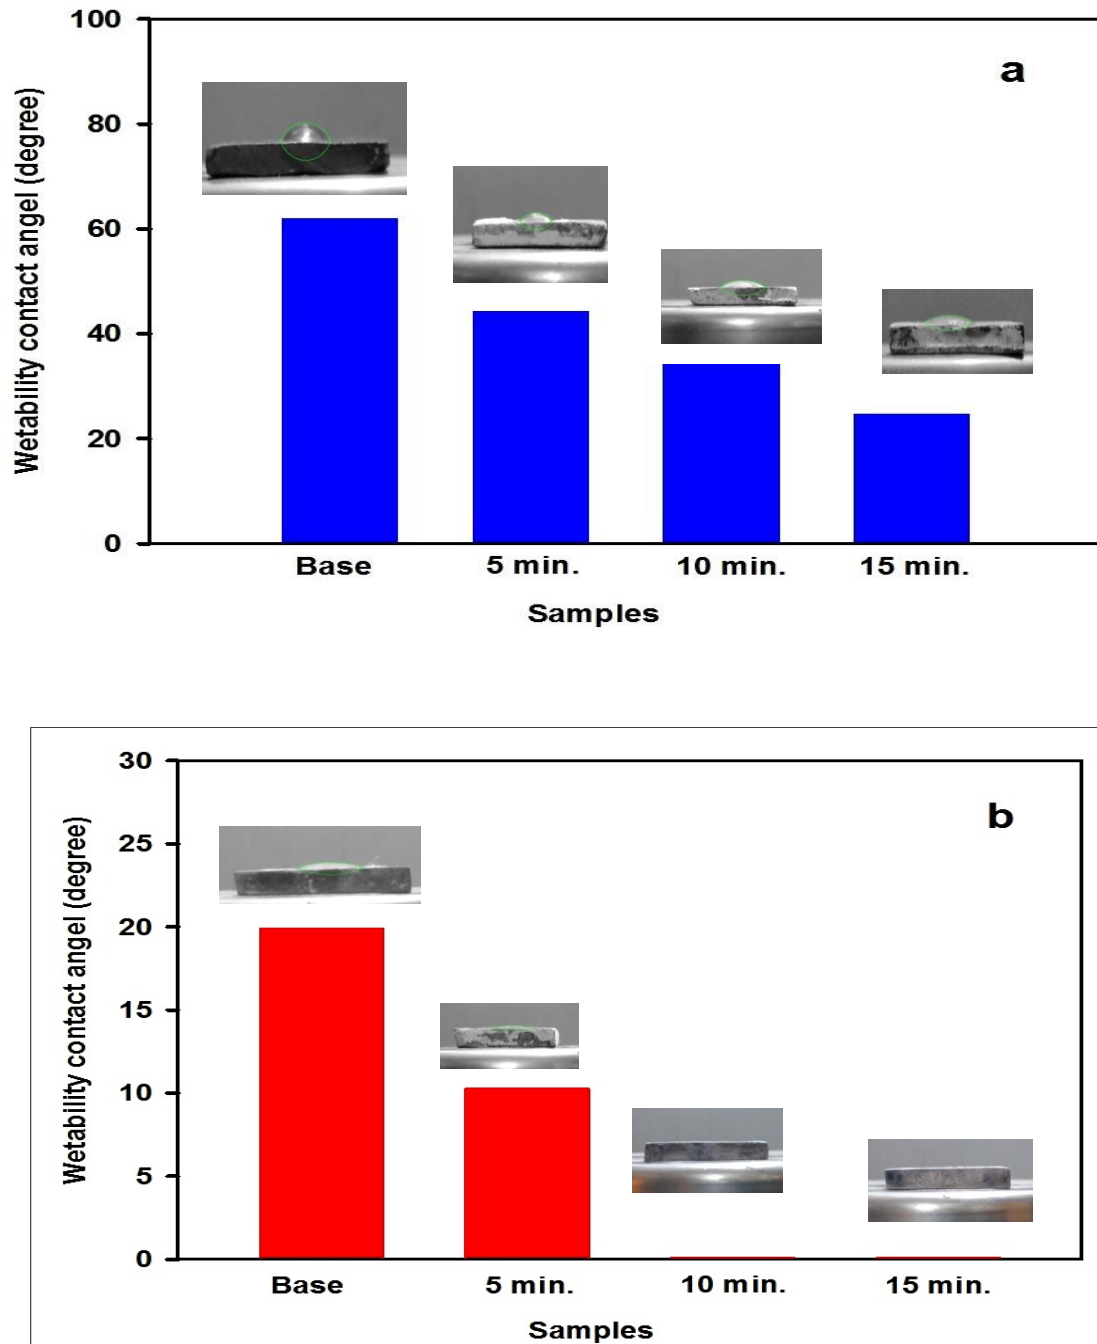 100
a
80
60
40
20
0
Wetability contact angel (degree)
Base 5 min. 10 min. 15 min.
Samples
30
b
25
20
15
10
5
0
Wetability contact angel (degree)
Base 5 min. 10 min. 15 min.
Samples